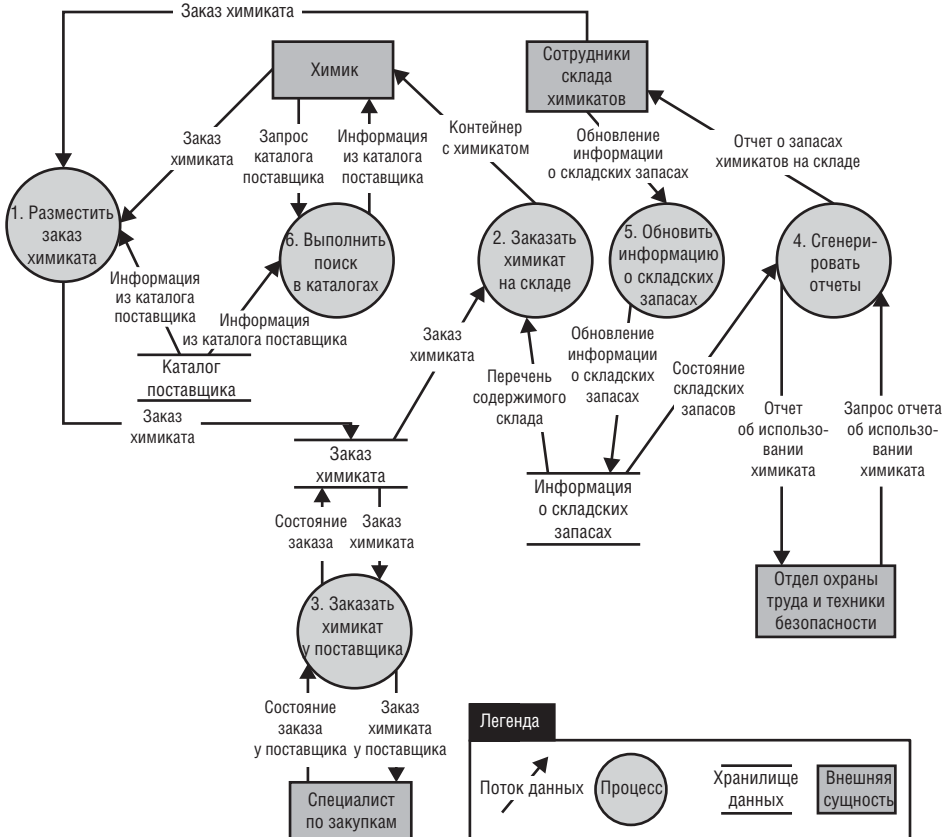 Заказ химиката
Химик
Сотрудники
склада
химикатов
Заказ
химиката
Запрос
каталога
поставщика
Информация
из каталога
поставщика
Контейнер
с химикатом
Обновление
информации
о складских запасах
Отчет о запасах
химикатов на складе
1. Разместить
заказ
химиката
6. Выполнить
поиск
в каталогах
2. Заказать
химикат
на складе
5. Обновить
информацию
о складских
запасах
4. Сгенери-
ровать
отчеты
Информация
из каталога
поставщика
Информация
из каталога поставщика
Заказ
химиката
Перечень
содержимого
склада
Обновление
информации
о складских
запасах
Состояние
складских
запасов
Отчет
об использо-
вании
химиката
Запрос отчета
об использо-
вании
химиката
Каталог
поставщика
Заказ
химиката
Заказ
химиката
Информация
о складских
запасах
Состояние
заказа
Заказ
химиката
Отдел охраны
труда и техники
безопасности
3. Заказать
химикат
у поставщика
Состояние
заказа
у поставщика
Заказ
химиката
у поставщика
Специалист
по закупкам
Легенда
Поток данных
Процесс
Хранилище
данных
Внешняя
сущность